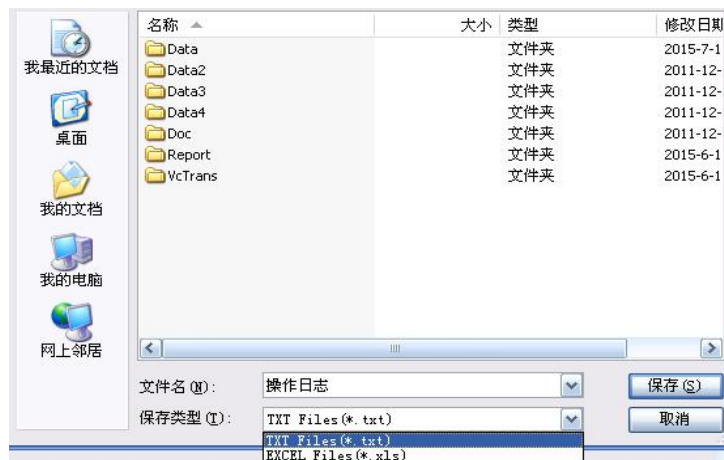 名称 大小 类型 修改日期
Data 文件夹 2015-7-1
Data2 文件夹 2011-12-
Data3 文件夹 2011-12-
Data4 文件夹 2011-12-
Doc 文件夹 2011-12-
Report 文件夹 2015-6-1
VcTrans 文件夹 2015-6-1
我最近的文档
桌面
我的文档
我的电脑
网上邻居
文件名(N): 操作日志 保存(S)
保存类型(T): TXT Files(*.txt) 取消
TXT Files(*.txt)
EXCEL Files(*.xls)